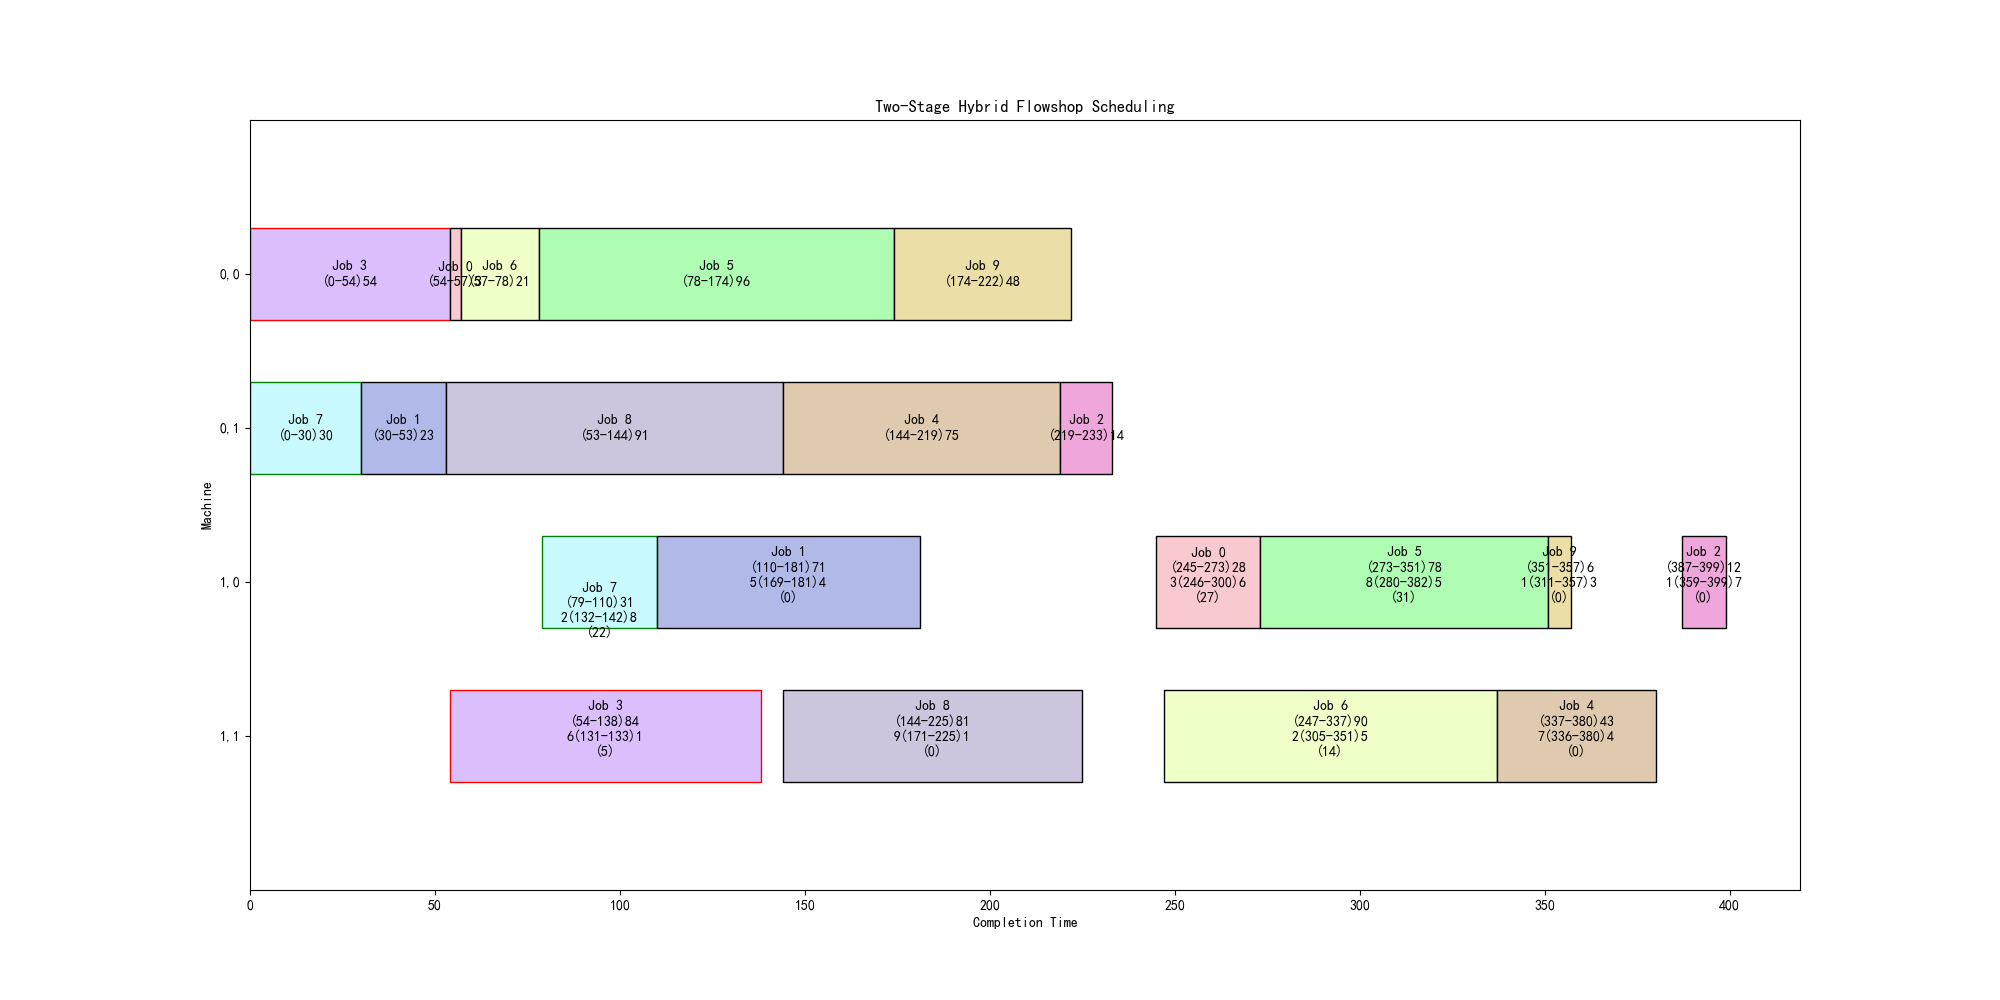 Two-Stage Hybrid Flowshop Scheduling
Machine
0,0
Job 3
(0-54)54
Job 0
(54-57)3
Job 6
(57-78)21
Job 5
(78-174)96
Job 9
(174-222)48
0,1
Job 7
(0-30)30
Job 1
(30-53)23
Job 8
(53-144)91
Job 4
(144-219)75
Job 2
(219-233)14
1,0
Job 7
(79-110)31
2(132-142)8
(22)
Job 1
(110-181)71
5(169-181)4
(0)
Job 0
(245-273)28
3(246-300)6
(27)
Job 5
(273-351)78
8(280-382)5
(31)
Job 9
(351-357)6
1(311-357)3
(0)
Job 2
(387-399)12
1(359-399)7
(0)
1,1
Job 3
(54-138)84
6(131-133)1
(5)
Job 8
(144-225)81
9(171-225)1
(0)
Job 6
(247-337)90
2(305-351)5
(14)
Job 4
(337-380)43
7(336-380)4
(0)
0 50 100 150 200 250 300 350 400
Completion Time